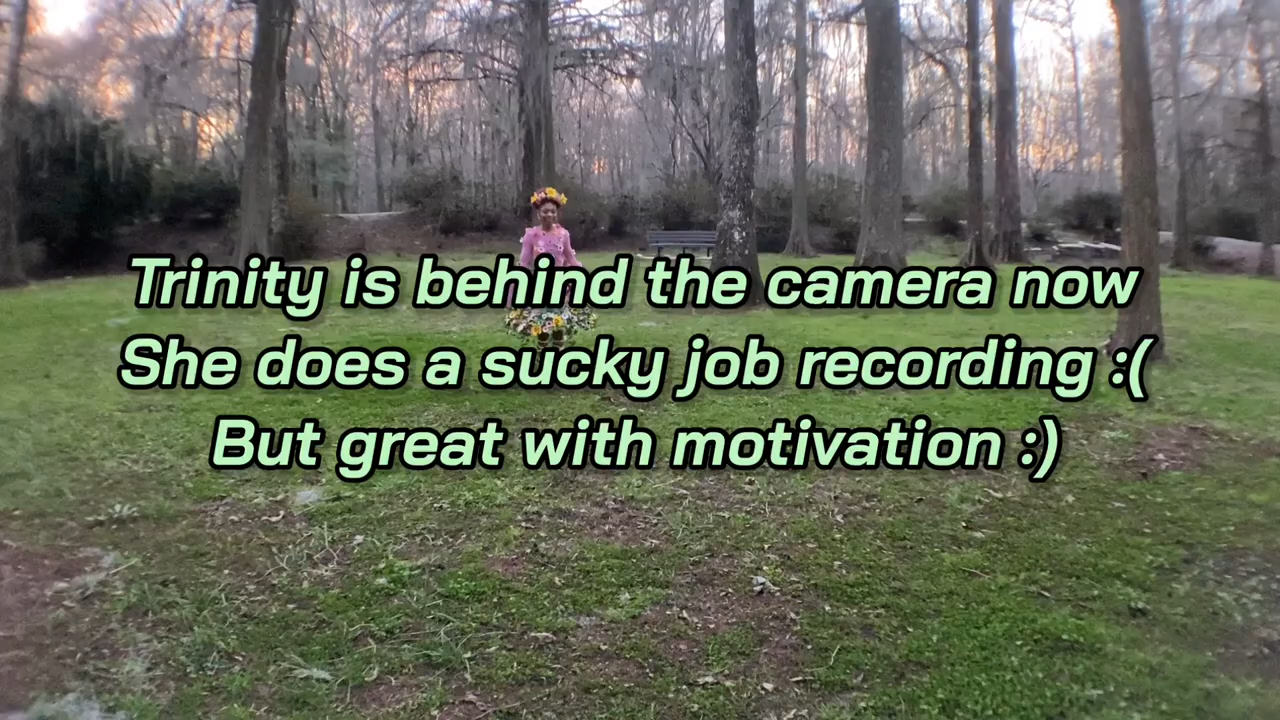 Trinity is behind the camera now
She does a sucky job recording :(
But great with motivation :)